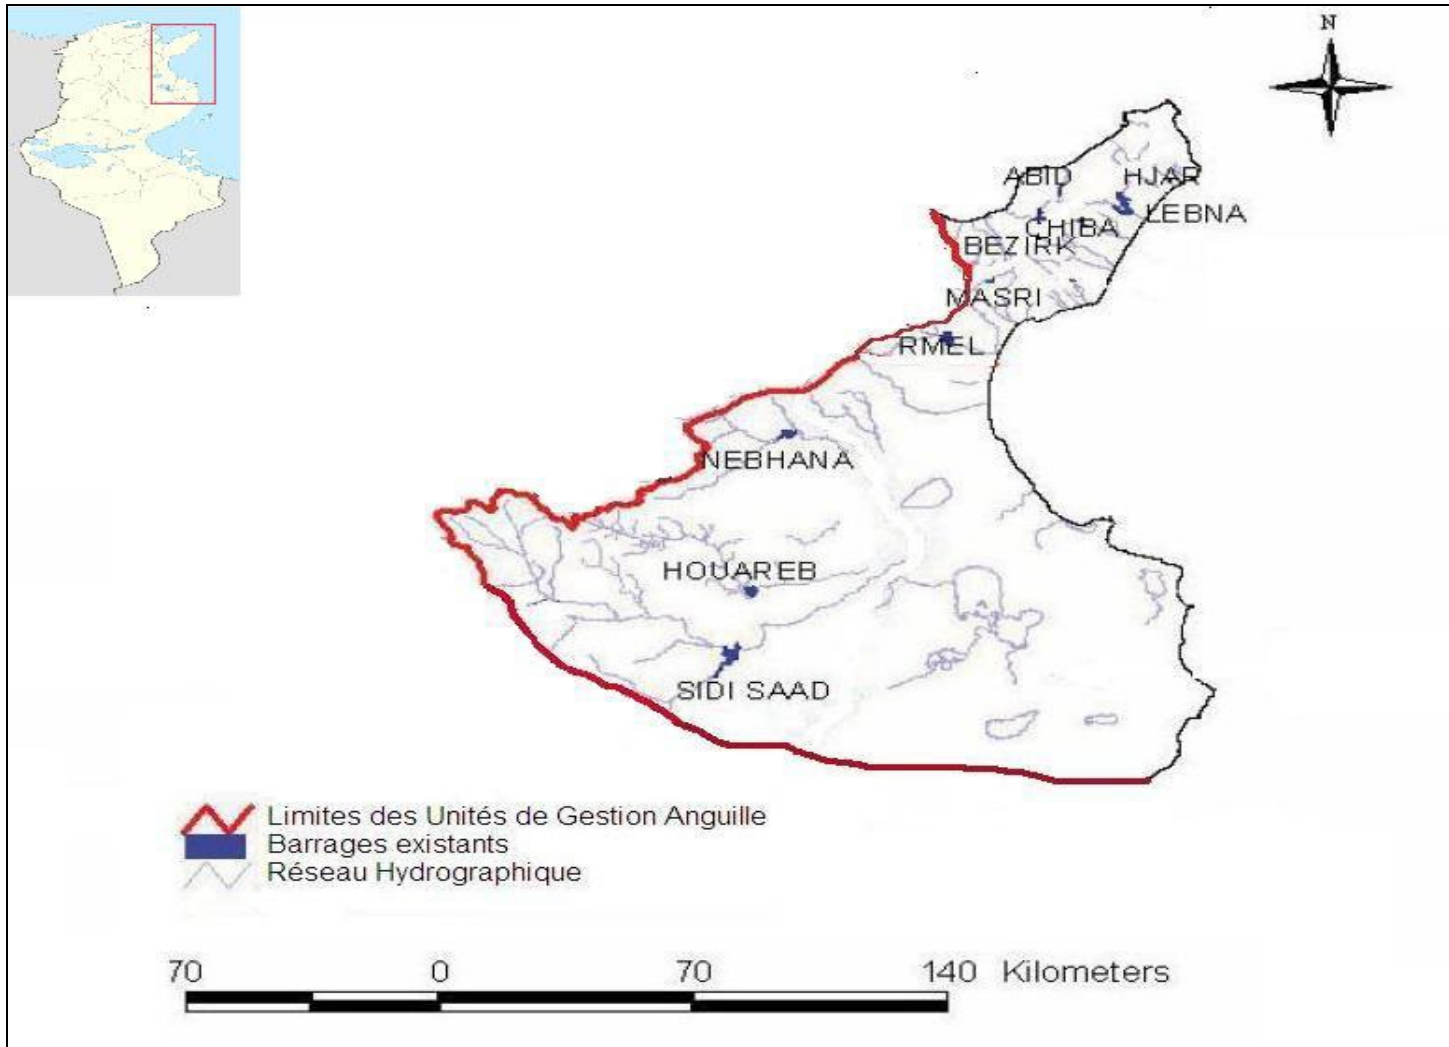 N
ABID HJAR
LEBNA
CHIBA
BEZIRK
MASRI
RMEL
NEBHANA
HOUAREB
SIDI SAAD
Limites des Unités de Gestion Anguille
Barrages existants
Réseau Hydrographique
70 0 70 140 Kilometers